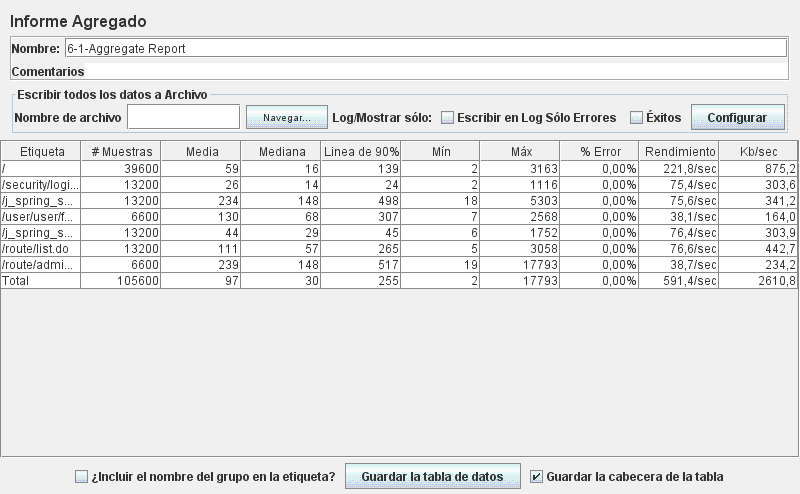 Informe Agregado
Nombre: 6-1-Aggregate Report
Comentarios
Escribir todos los datos a Archivo
Nombre de archivo Navegar... Log/Mostrar sólo: Escribir en Log Sólo Errores Éxitos Configurar
Etiqueta # Muestras Media Mediana Linea de 90% Mín Máx % Error Rendimiento Kb/sec
/ 39600 59 16 139 2 3163 0,00% 221,8/sec 875,2
/security/logi... 13200 26 14 24 2 1116 0,00% 75,4/sec 303,6
/j_spring_s... 13200 234 148 498 18 5303 0,00% 75,6/sec 341,2
/user/user/f... 6600 130 68 307 7 2568 0,00% 38,1/sec 164,0
/j_spring_s... 13200 44 29 45 6 1752 0,00% 76,4/sec 303,9
/route/list.do 13200 111 57 265 5 3058 0,00% 76,6/sec 442,7
/route/admi... 6600 239 148 517 19 17793 0,00% 38,7/sec 234,2
Total 105600 97 30 255 2 17793 0,00% 591,4/sec 2610,8
¿Incluir el nombre del grupo en la etiqueta? Guardar la tabla de datos Guardar la cabecera de la tabla